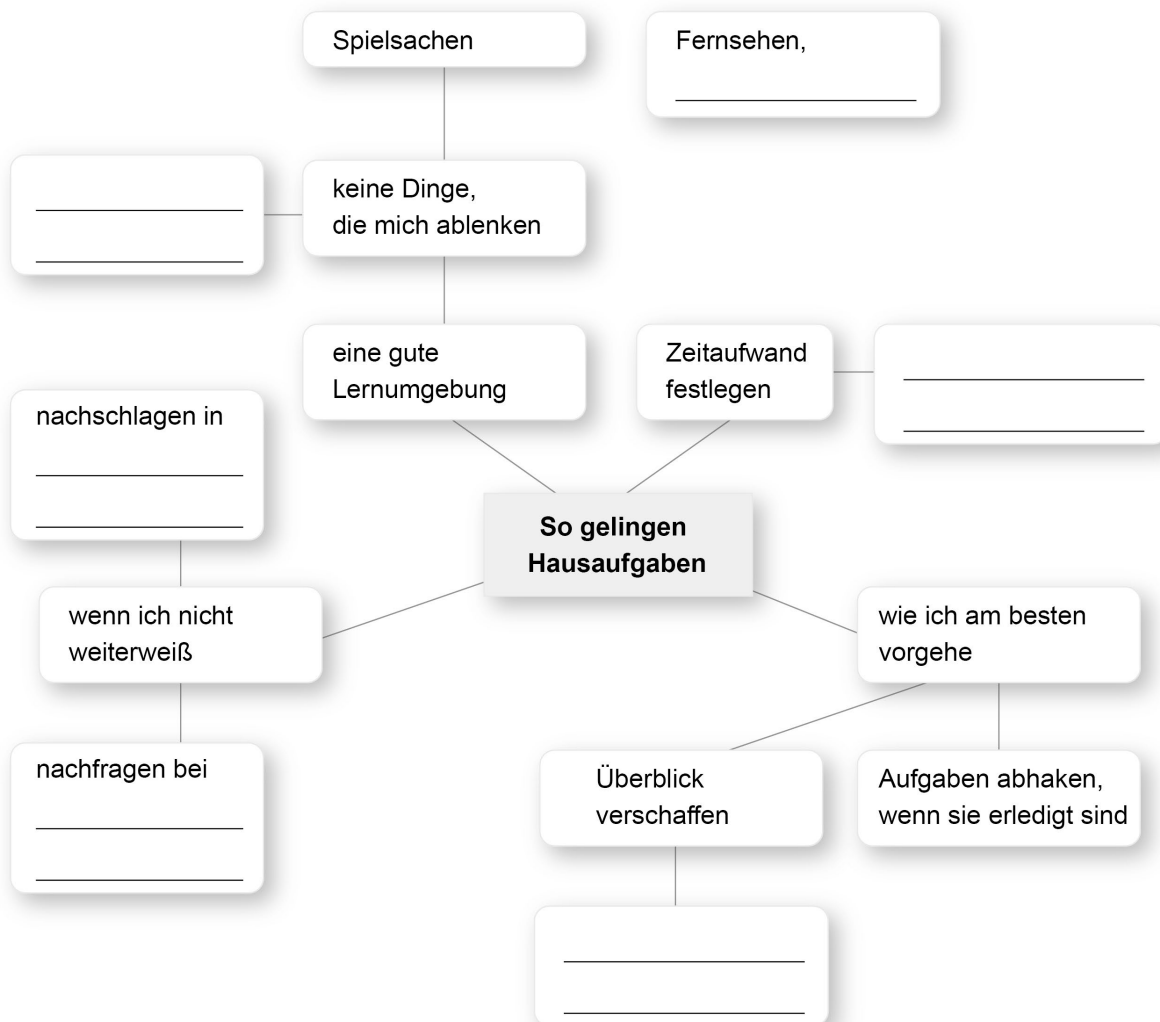 Spielsachen
Fernsehen,
keine Dinge,
die mich ablenken
eine gute
Lernumgebung
Zeitaufwand
festlegen
nachschlagen in
So gelingen
Hausaufgaben
wenn ich nicht
weiterweiß
wie ich am besten
vorgehe
nachfragen bei
Überblick
verschaffen
Aufgaben abhaken,
wenn sie erledigt sind